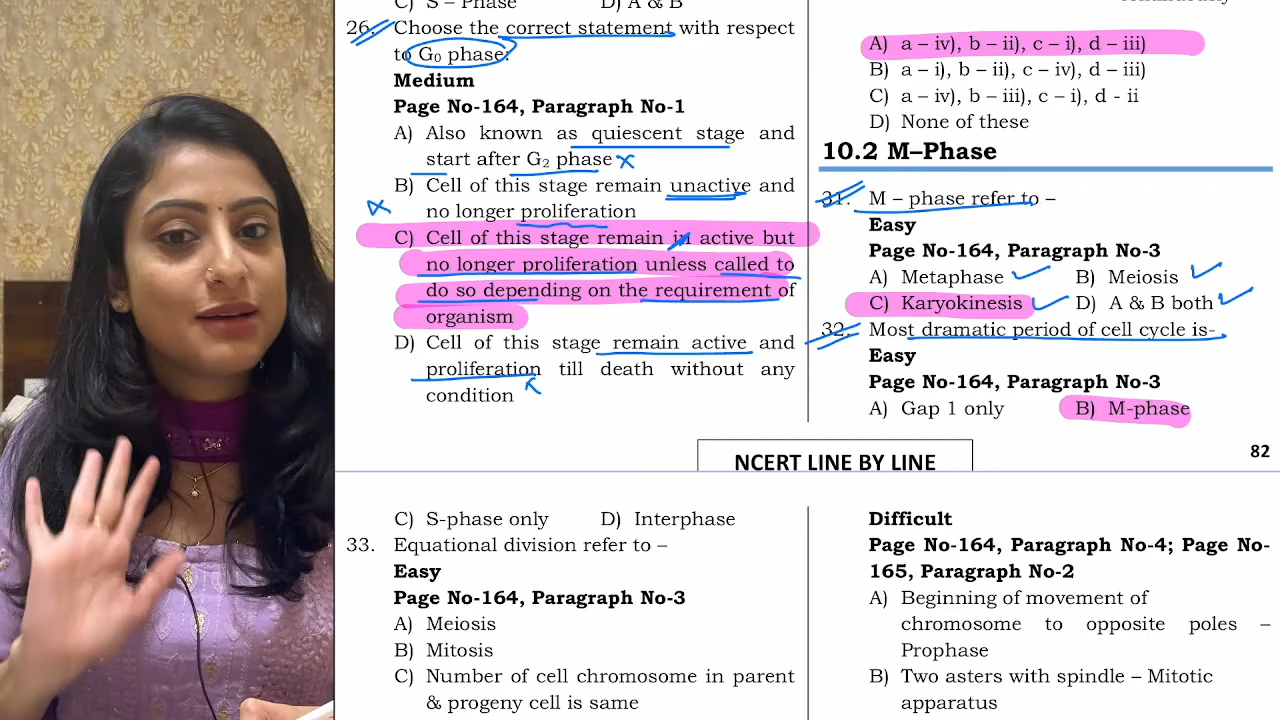 C) S – Phase D) A & B
26. Choose the correct statement with respect
to G₀ phase:
Medium
Page No-164, Paragraph No-1
A) Also known as quiescent stage and
start after G₂ phase
B) Cell of this stage remain unactive and
no longer proliferation
C) Cell of this stage remain in active but
no longer proliferation unless called to
do so depending on the requirement of
organism
D) Cell of this stage remain active and
proliferation till death without any
condition
continuously
A) a – iv), b – ii), c – i), d – iii)
B) a – i), b – ii), c – iv), d – iii)
C) a – iv), b – iii), c – i), d - ii
D) None of these
10.2 M–Phase
31. M – phase refer to –
Easy
Page No-164, Paragraph No-3
A) Metaphase B) Meiosis
C) Karyokinesis D) A & B both
32. Most dramatic period of cell cycle is-
Easy
Page No-164, Paragraph No-3
A) Gap 1 only B) M-phase
NCERT LINE BY LINE
82
C) S-phase only D) Interphase
33. Equational division refer to –
Easy
Page No-164, Paragraph No-3
A) Meiosis
B) Mitosis
C) Number of cell chromosome in parent
& progeny cell is same
Difficult
Page No-164, Paragraph No-4; Page No-
165, Paragraph No-2
A) Beginning of movement of
chromosome to opposite poles –
Prophase
B) Two asters with spindle – Mitotic
apparatus